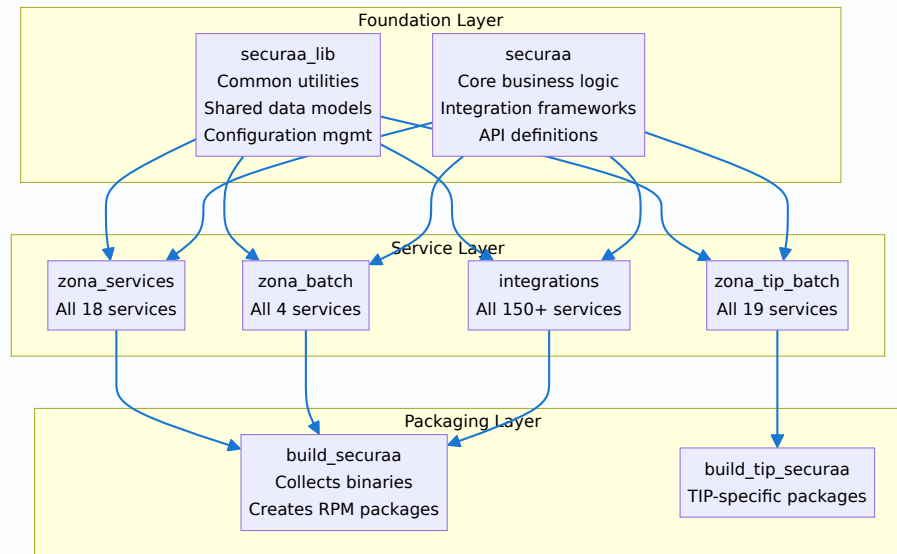 Foundation Layer
securaa_lib
Common utilities
Shared data models
Configuration mgmt
securaa
Core business logic
Integration frameworks
API definitions
Service Layer
zona_services
All 18 services
zona_batch
All 4 services
integrations
All 150+ services
zona_tip_batch
All 19 services
Packaging Layer
build_securaa
Collects binaries
Creates RPM packages
build_tip_securaa
TIP-specific packages